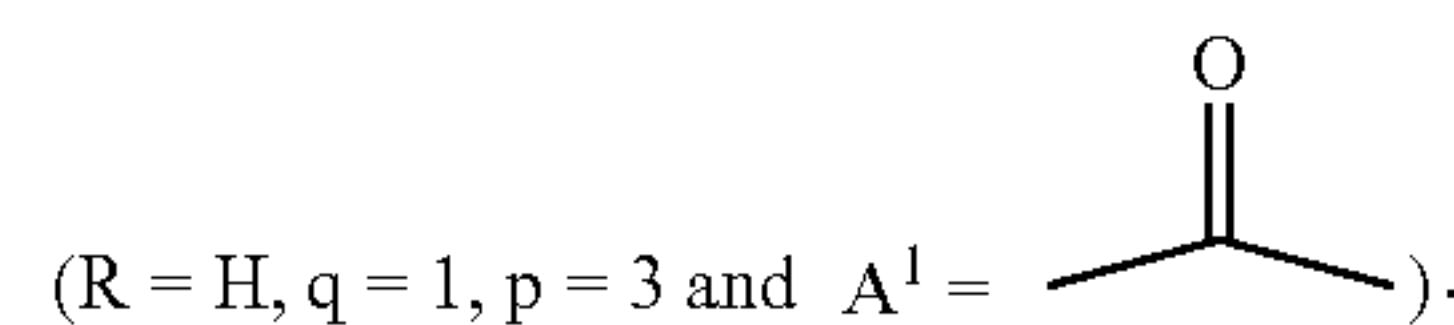 O
(R = H, q = 1, p = 3 and A¹ = ).